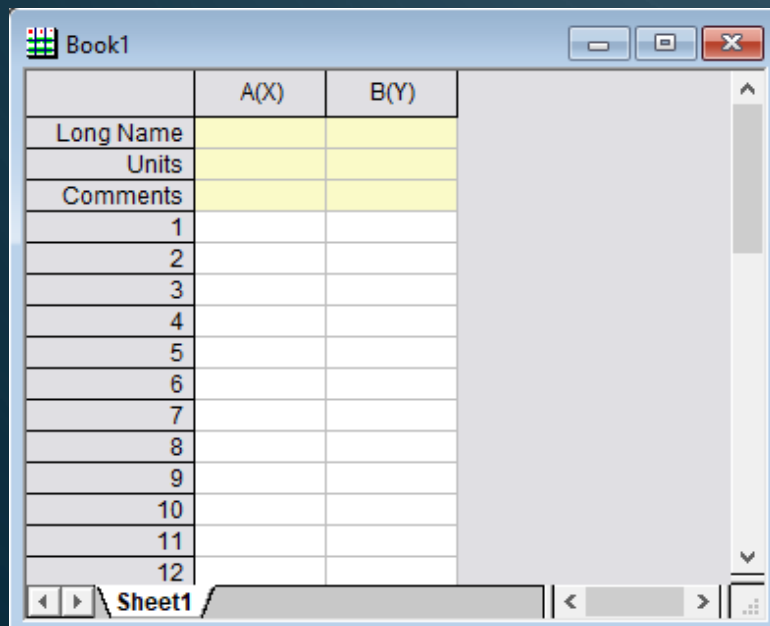 Book1
A(X) B(Y)
Long Name
Units
Comments
1
2
3
4
5
6
7
8
9
10
11
12
Sheet1